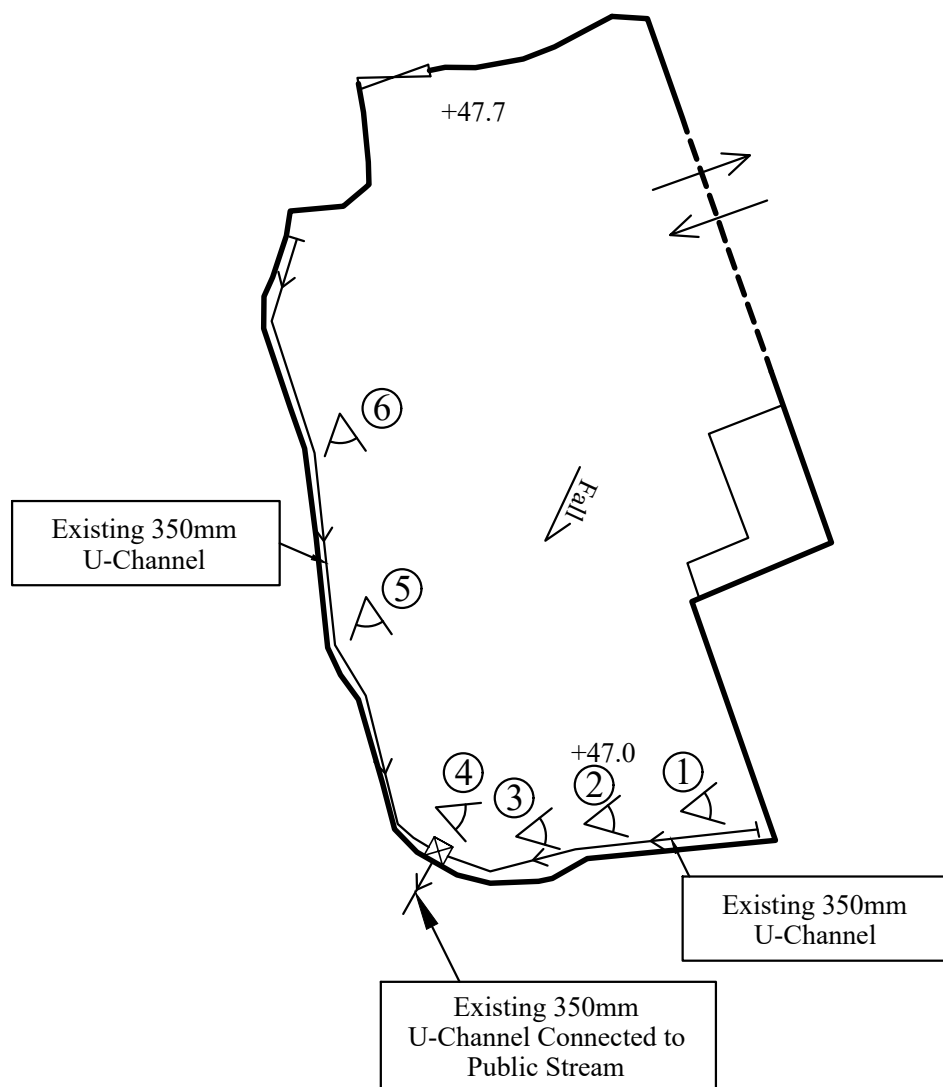 +47.7
⑥
Fall
Existing 350mm
U-Channel
⑤
+47.0
①
④
②
③
Existing 350mm
U-Channel
Existing 350mm
U-Channel Connected to
Public Stream